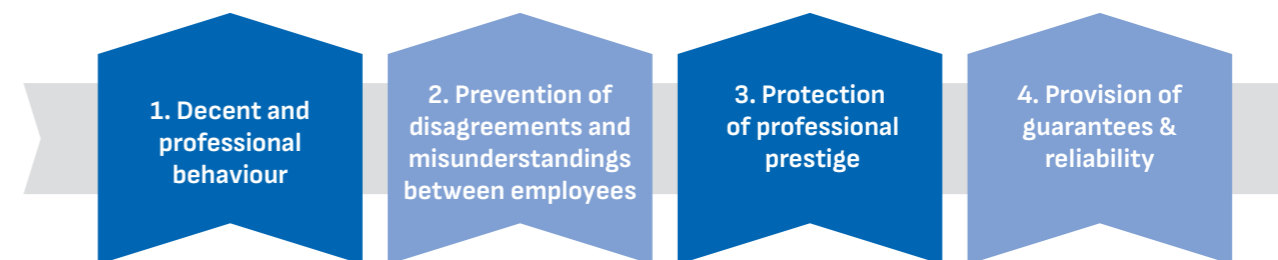 1. Decent and
professional
behaviour
2. Prevention of
disagreements and
misunderstandings
between employees
3. Protection
of professional
prestige
4. Provision of
guarantees &
reliability